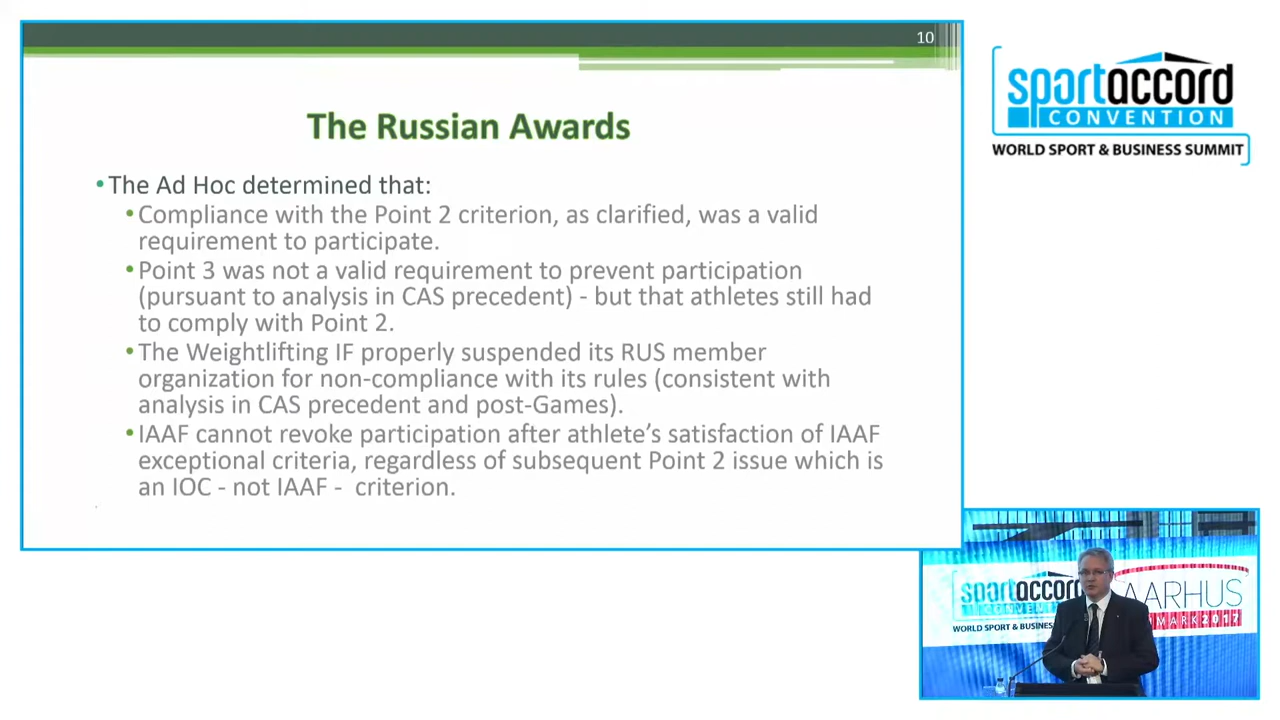 10
The Russian Awards
•The Ad Hoc determined that:
•Compliance with the Point 2 criterion, as clarified, was a valid
requirement to participate.
•Point 3 was not a valid requirement to prevent participation
(pursuant to analysis in CAS precedent) - but that athletes still had
to comply with Point 2.
•The Weightlifting IF properly suspended its RUS member
organization for non-compliance with its rules (consistent with
analysis in CAS precedent and post-Games).
•IAAF cannot revoke participation after athlete's satisfaction of IAAF
exceptional criteria, regardless of subsequent Point 2 issue which is
an IOC - not IAAF -  criterion.
sportaccord
CONVENTION
WORLD SPORT & BUSINESS SUMMIT
sportaccord
WORLD SPORT & BUSINESS
AARHUS
MARK2017